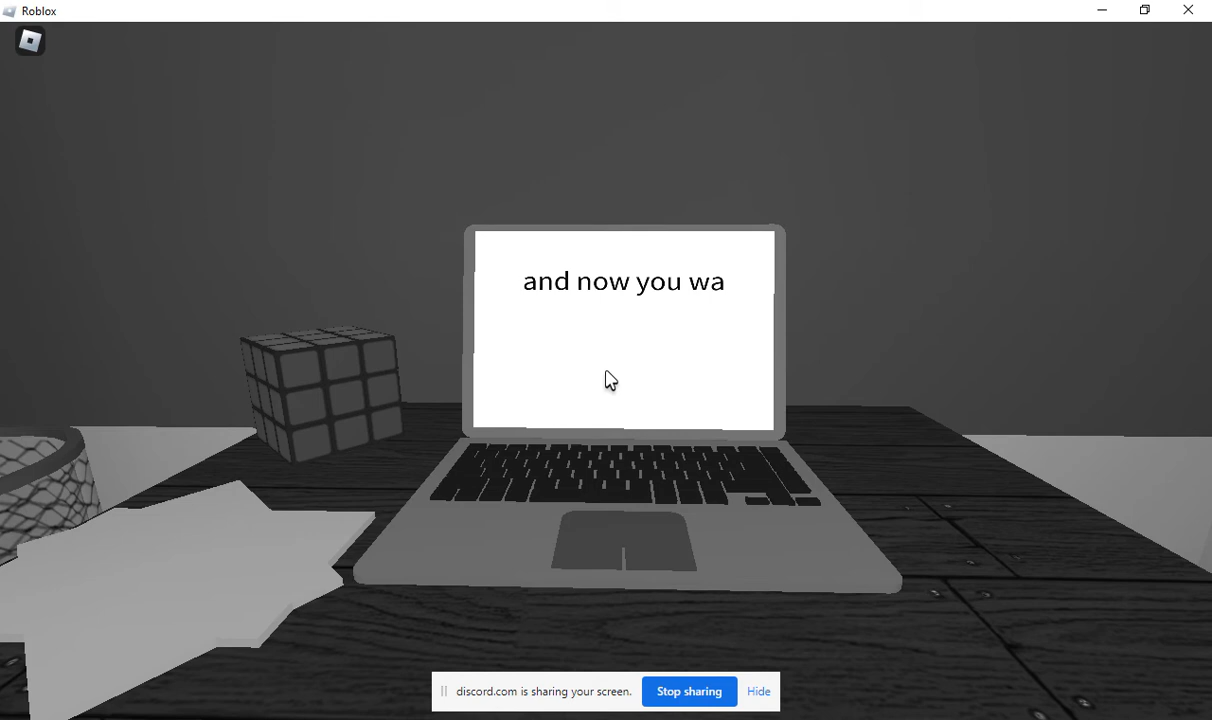 Roblox
and now you wa
discord.com is sharing your screen.
Stop sharing
Hide